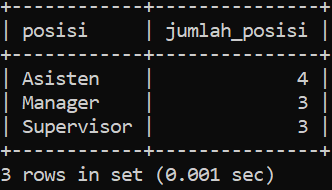 +------------+---------------+
| posisi     | jumlah_posisi |
+------------+---------------+
| Asisten    |             4 |
| Manager    |             3 |
| Supervisor |             3 |
+------------+---------------+
3 rows in set (0.001 sec)